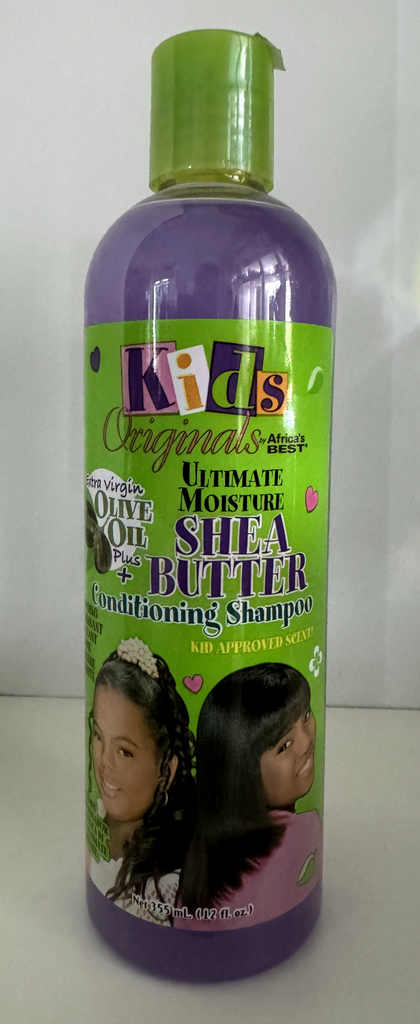 Kids
Originals
by Africa's
BEST
Extra Virgin
OLIVE
OIL
Plus
+
ULTIMATE
MOISTURE
SHEA
BUTTER
Conditioning Shampoo
KID APPROVED SCENT!
Net 355 mL (12 fl. oz.)